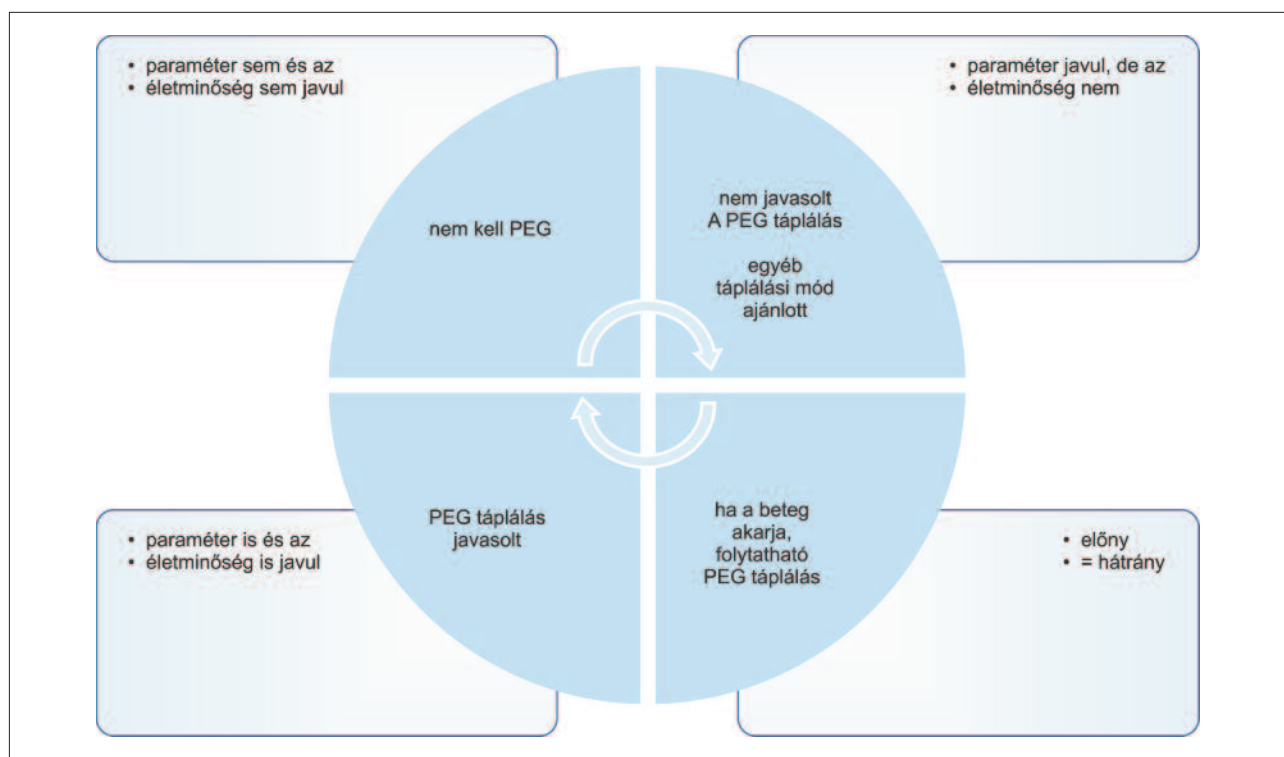 • paraméter sem és az
• életminőség sem javul
• paraméter javul, de az
• életminőség nem
nem kell PEG
nem javasolt
A PEG táplálás
egyéb
táplálási mód
ajánlott
PEG táplálás
javasolt
ha a beteg
akarja,
folytatható
PEG táplálás
• paraméter is és az
• életminőség is javul
• előny
• = hátrány